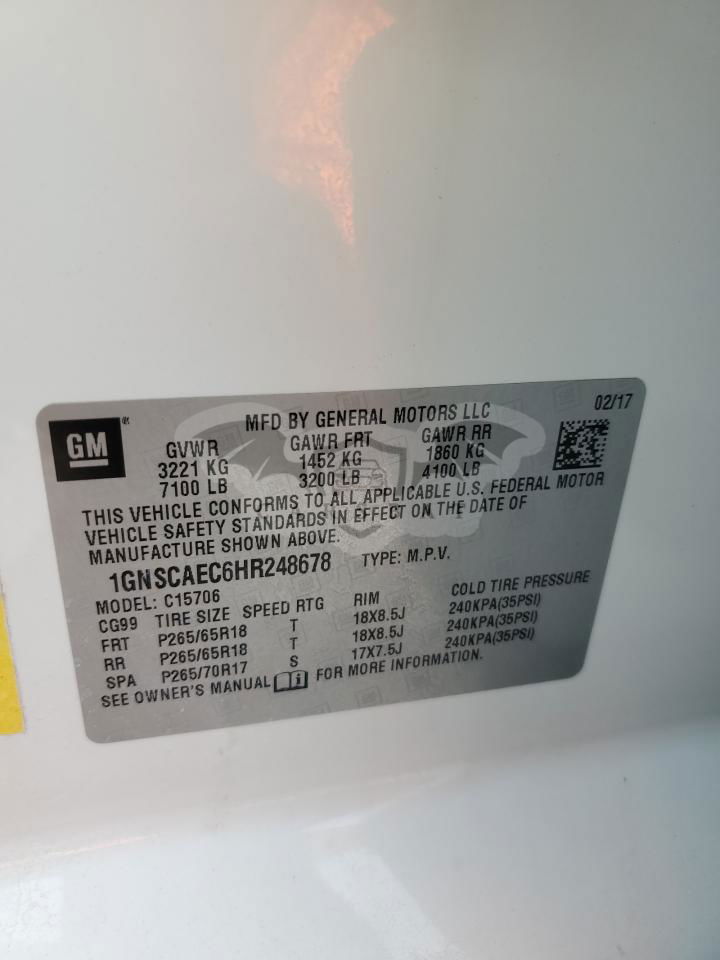 GM ®
MFD BY GENERAL MOTORS LLC 02/17
GVWR GAWR FRT GAWR RR
3221 KG 1452 KG 1860 KG
7100 LB 3200 LB 4100 LB
THIS VEHICLE CONFORMS TO ALL APPLICABLE U.S. FEDERAL MOTOR
VEHICLE SAFETY STANDARDS IN EFFECT ON THE DATE OF
MANUFACTURE SHOWN ABOVE.
1GNSCAEC6HR248678 TYPE: M.P.V.
MODEL: C15706
CG99 TIRE SIZE SPEED RTG RIM COLD TIRE PRESSURE
FRT P265/65R18 T 18X8.5J 240KPA(35PSI)
RR P265/65R18 T 18X8.5J 240KPA(35PSI)
SPA P265/70R17 S 17X7.5J 240KPA(35PSI)
SEE OWNER'S MANUAL FOR MORE INFORMATION.